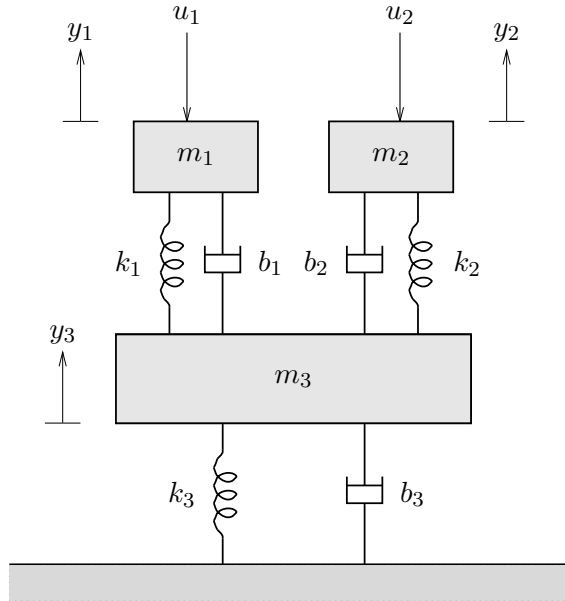 u₁ u₂
y₁ y₂
m₁ m₂
k₁ b₁ b₂ k₂
y₃
m₃
k₃ b₃